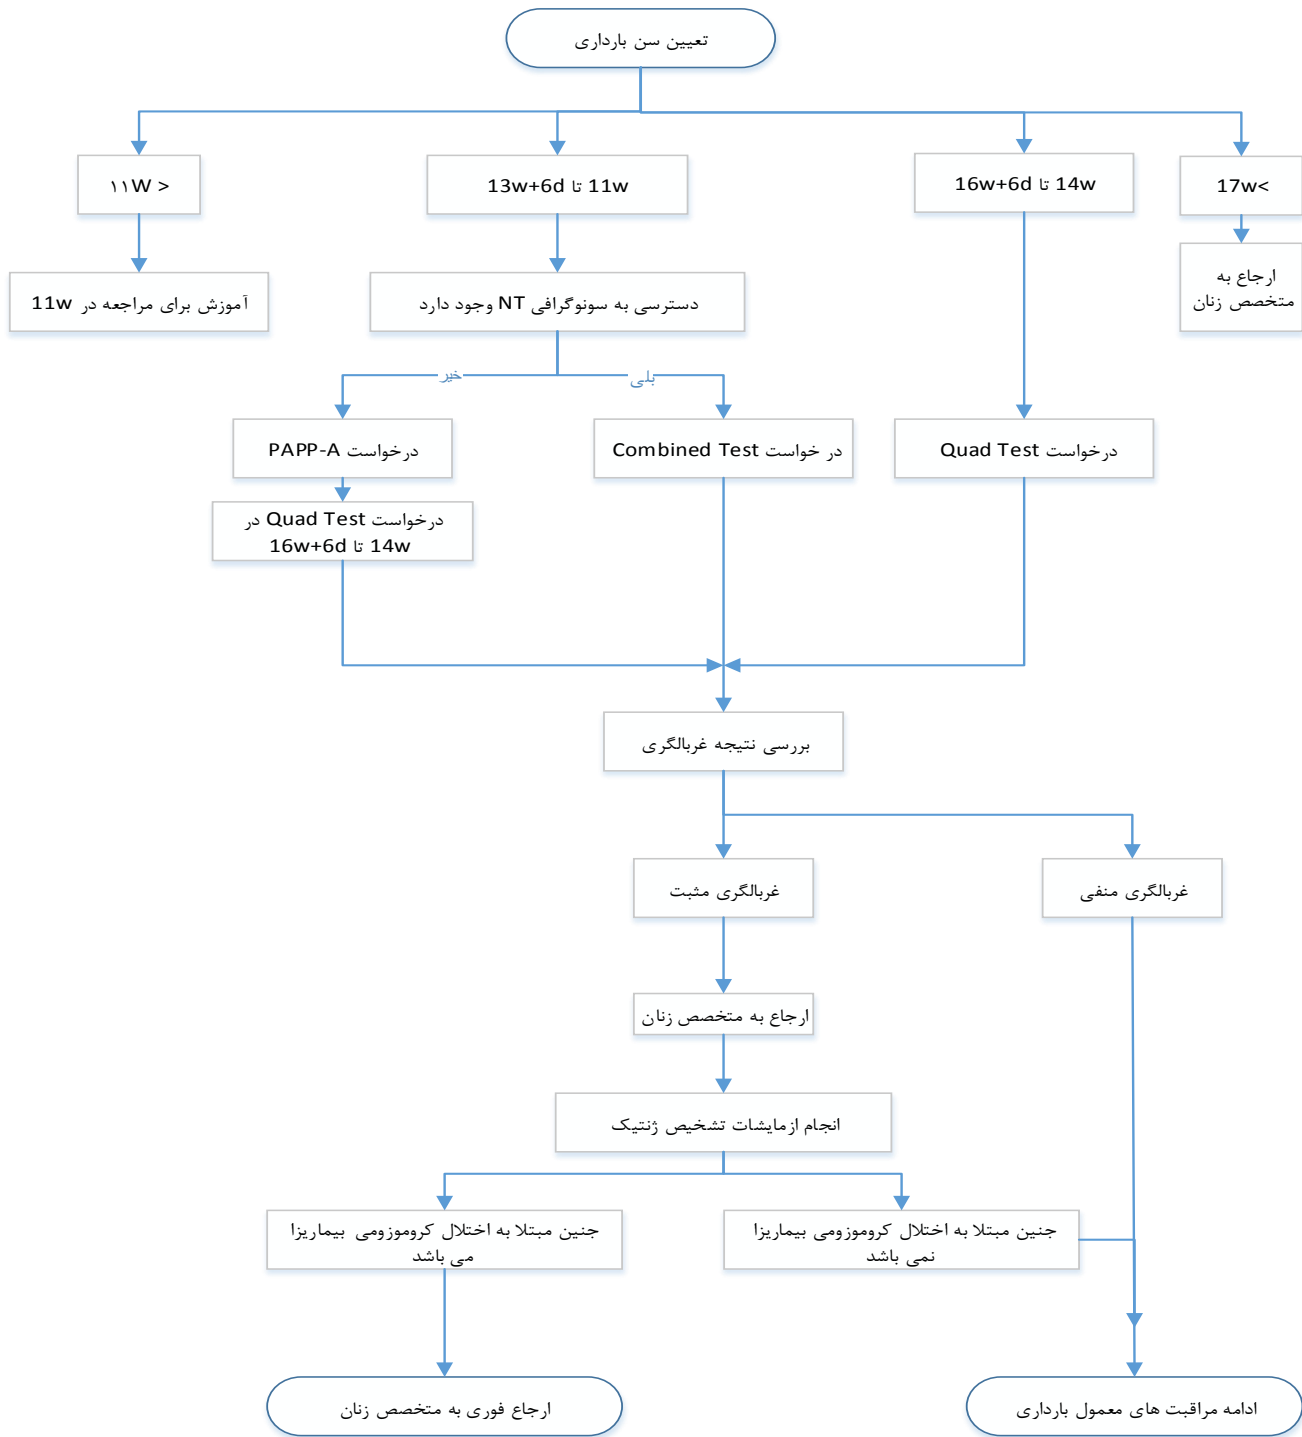 تعیین سن بارداری
۱۱W >
11w تا 13w+6d
14w تا 16w+6d
17w<
آموزش برای مراجعه در 11w
دسترسی به سونوگرافی NT وجود دارد
ارجاع به
متخصص زنان
خیر
بلی
درخواست PAPP-A
در خواست Combined Test
درخواست Quad Test
درخواست Quad Test در
14w تا 16w+6d
بررسی نتیجه غربالگری
غربالگری مثبت
غربالگری منفی
ارجاع به متخصص زنان
انجام ازمایشات تشخیص ژنتیک
جنین مبتلا به اختلال کروموزومی بیماریزا
می باشد
جنین مبتلا به اختلال کروموزومی بیماریزا
نمی باشد
ارجاع فوری به متخصص زنان
ادامه مراقبت های معمول بارداری